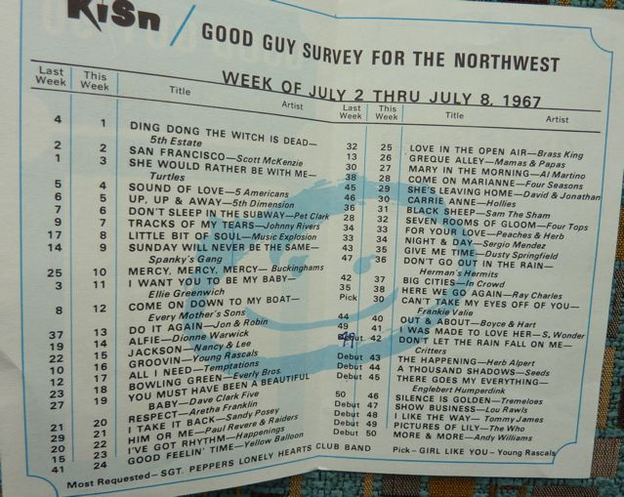 KISN / GOOD GUY SURVEY FOR THE NORTHWEST
WEEK OF JULY 2 THRU JULY 8, 1967
Last Week This Week Title Artist
4 1 DING DONG THE WITCH IS DEAD—
5th Estate
2 2 SAN FRANCISCO—Scott McKenzie
1 3 SHE WOULD RATHER BE WITH ME—
Turtles
5 4 SOUND OF LOVE—5 Americans
6 5 UP, UP & AWAY—5th Dimension
7 6 DON'T SLEEP IN THE SUBWAY—Pet Clark
9 7 TRACKS OF MY TEARS—Johnny Rivers
17 8 LITTLE BIT OF SOUL—Music Explosion
14 9 SUNDAY WILL NEVER BE THE SAME—
Spanky's Gang
25 10 MERCY, MERCY, MERCY—Buckinghams
3 11 I WANT YOU TO BE MY BABY—
Ellie Greenwich
8 12 COME ON DOWN TO MY BOAT—
Every Mother's Sons
37 13 DO IT AGAIN—Jon & Robin
19 14 ALFIE—Dionne Warwick
22 15 JACKSON—Nancy & Lee
10 16 GROOVIN—Young Rascals
12 17 ALL I NEED—Temptations
23 18 BOWLING GREEN—Everly Bros.
27 19 YOU MUST HAVE BEEN A BEAUTIFUL
BABY—Dave Clark Five
21 20 RESPECT—Aretha Franklin
29 21 I TAKE IT BACK—Sandy Posey
20 22 HIM OR ME—Paul Revere & Raiders
15 23 I'VE GOT RHYTHM—Happenings
41 24 GOOD FEELIN' TIME—Yellow Balloon
Last Week This Week Title Artist
32 25 LOVE IN THE OPEN AIR—Brass King
13 26 GREQUE ALLEY—Mamas & Papas
30 27 MARY IN THE MORNING—Al Martino
38 28 COME ON MARIANNE—Four Seasons
45 29 SHE'S LEAVING HOME—David & Jonathan
46 30 CARRIE ANNE—Hollies
36 31 BLACK SHEEP—Sam The Sham
28 32 SEVEN ROOMS OF GLOOM—Four Tops
34 33 FOR YOUR LOVE—Peaches & Herb
33 34 NIGHT & DAY—Sergio Mendez
43 35 GIVE ME TIME—Dusty Springfield
47 36 DON'T GO OUT IN THE RAIN—
Herman's Hermits
42 37 BIG CITIES—In Crowd
35 38 HERE WE GO AGAIN—Ray Charles
Pick 30 CAN'T TAKE MY EYES OFF OF YOU—
Frankie Valie
44 40 OUT & ABOUT—Boyce & Hart
49 41 I WAS MADE TO LOVE HER—S. Wonder
Debut 42 DON'T LET THE RAIN FALL ON ME—
Critters
Debut 43 THE HAPPENING—Herb Alpert
Debut 44 A THOUSAND SHADOWS—Seeds
Debut 45 THERE GOES MY EVERYTHING—
Englebert Humperdink
50 46 SILENCE IS GOLDEN—Tremeloes
Debut 47 SHOW BUSINESS—Lou Rawls
Debut 48 I LIKE THE WAY—Tommy James
Debut 49 PICTURES OF LILY—The Who
Debut 50 MORE & MORE—Andy Williams
Most Requested—SGT. PEPPERS LONELY HEARTS CLUB BAND Pick—GIRL LIKE YOU—Young Rascals